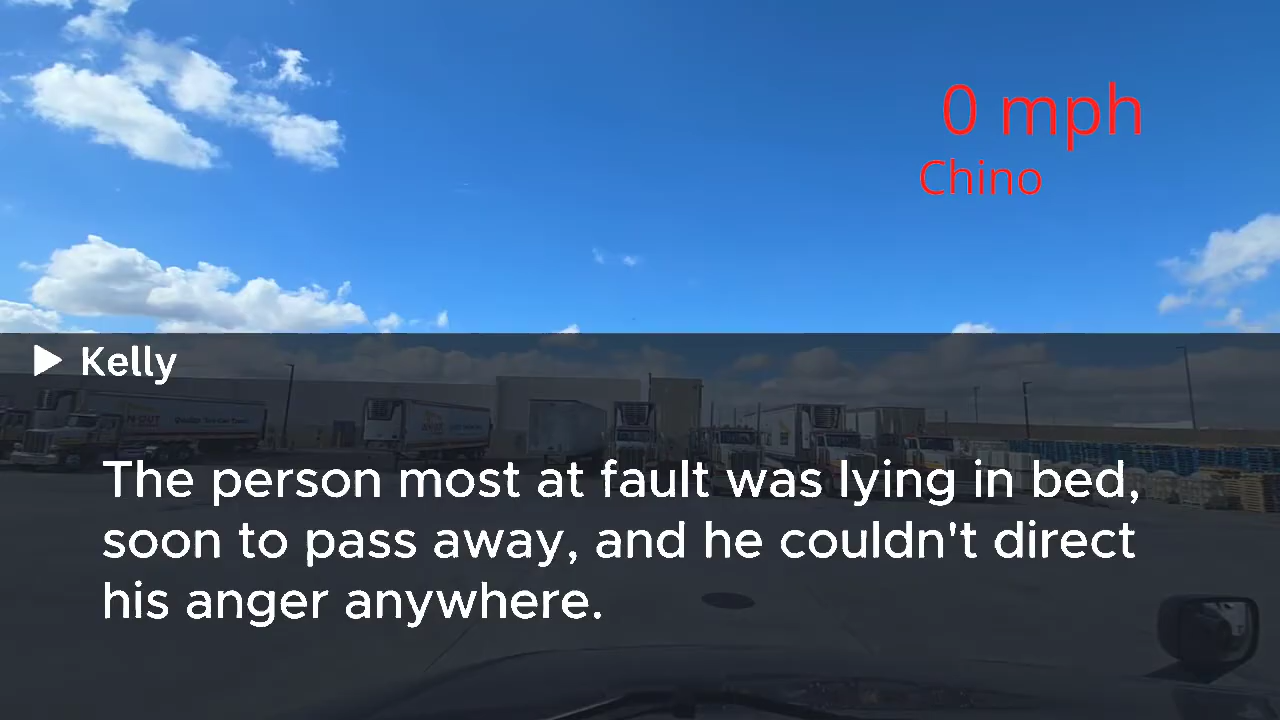 0 mph
Chino
Kelly
The person most at fault was lying in bed,
soon to pass away, and he couldn't direct
his anger anywhere.